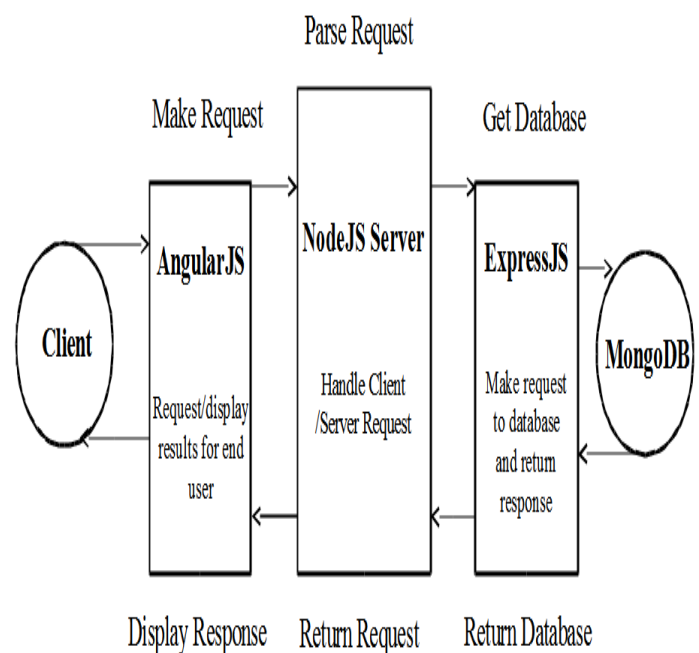 Parse Request
Make Request
Get Database
NodeJS Server
AngularJS
ExpressJS
Client
MongoDB
Request/display
results for end
user
Handle Client
/Server Request
Make request
to database
and return
response
Display Response
Return Request
Return Database